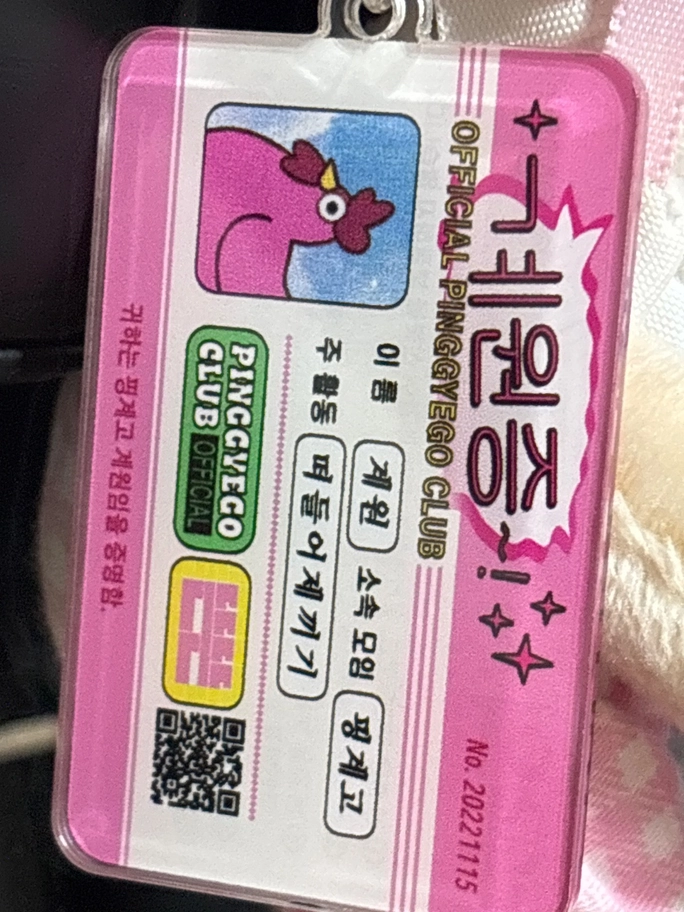 계원증~!
No. 20221115
OFFICIAL PINGGYEGO CLUB
이름 계원 소속 모임 핑계고
주 활동 떠들어제끼기
PINGGYEGO
CLUB OFFICIAL
귀하는 핑계고 계원임을 증명함.